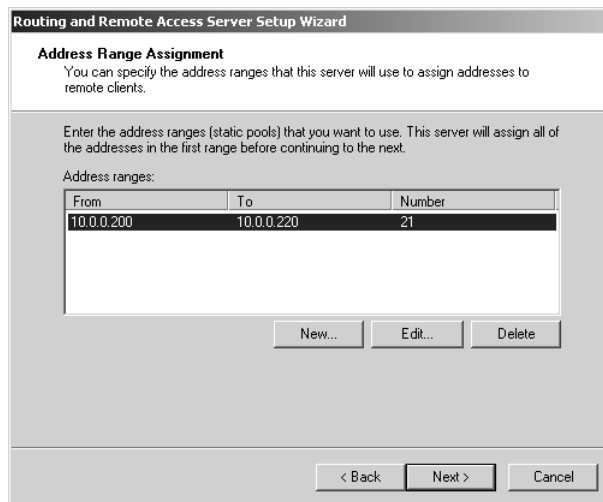 Routing and Remote Access Server Setup Wizard
Address Range Assignment
You can specify the address ranges that this server will use to assign addresses to
remote clients.
Enter the address ranges (static pools) that you want to use. This server will assign all of
the addresses in the first range before continuing to the next.
Address ranges:
From To Number
10.0.0.200 10.0.0.220 21
New... Edit... Delete
< Back Next > Cancel